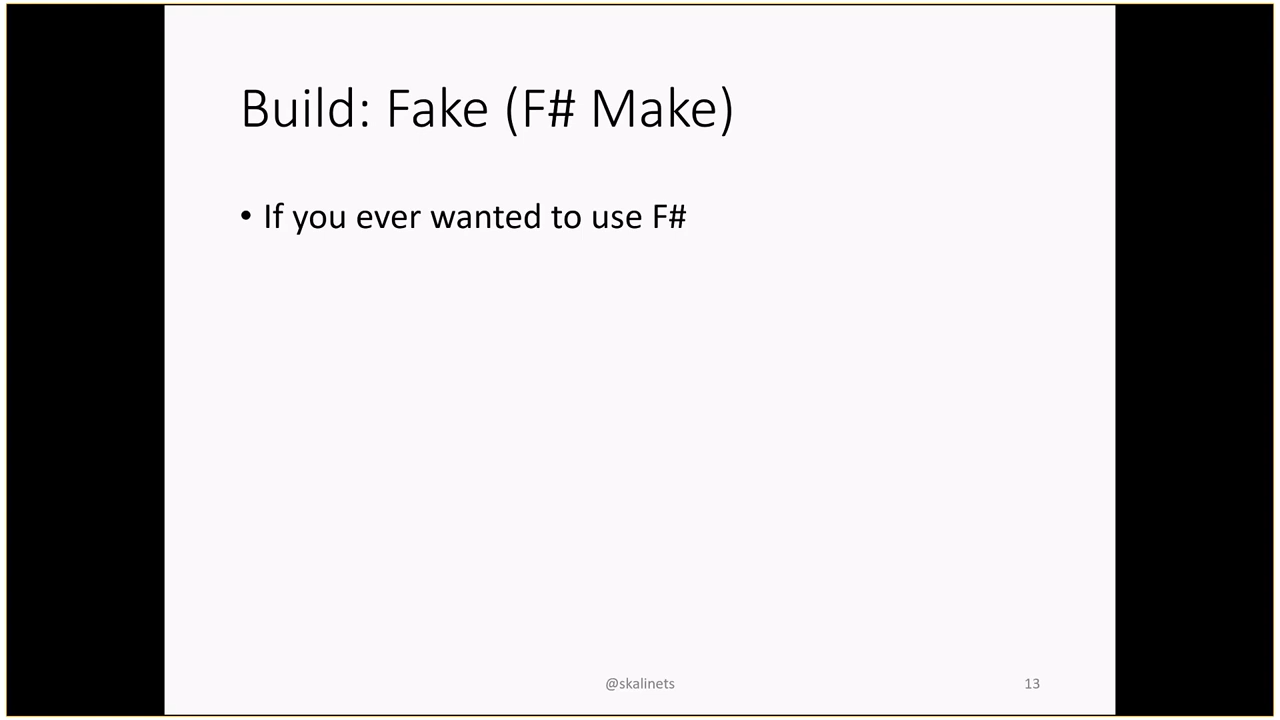 Build: Fake (F# Make)
• If you ever wanted to use F#
@skalinets
13